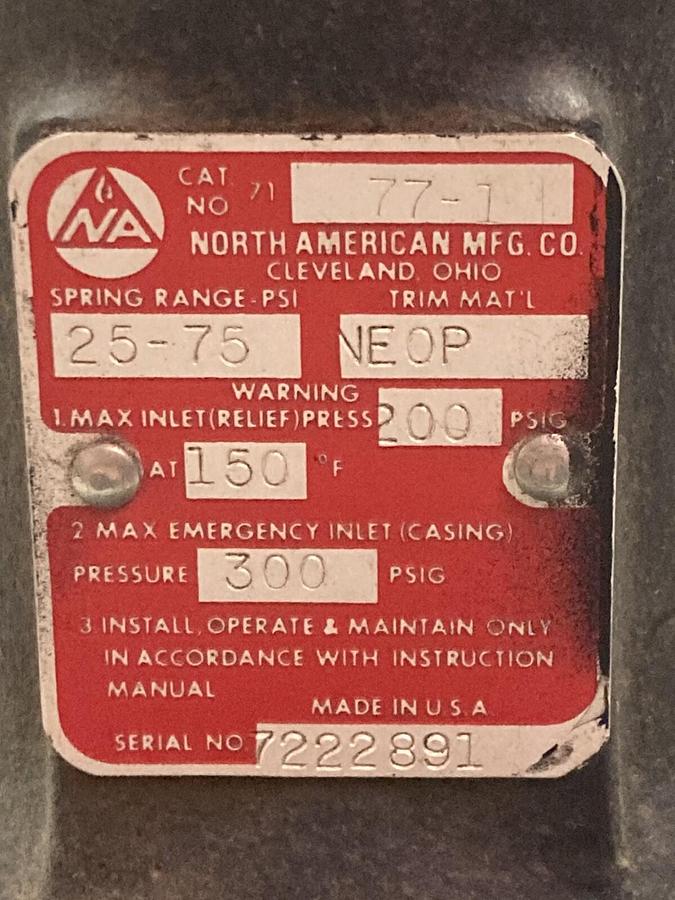 NA
CAT. NO 71 77-1
NORTH AMERICAN MFG. CO.
CLEVELAND, OHIO
SPRING RANGE-PSI TRIM MAT'L
25-75 NEOP
WARNING
1. MAX INLET (RELIEF) PRESS 200 PSIG
AT 150 °F
2 MAX EMERGENCY INLET (CASING)
PRESSURE 300 PSIG
3. INSTALL, OPERATE & MAINTAIN ONLY
IN ACCORDANCE WITH INSTRUCTION
MANUAL
MADE IN U.S.A
SERIAL NO 7222891